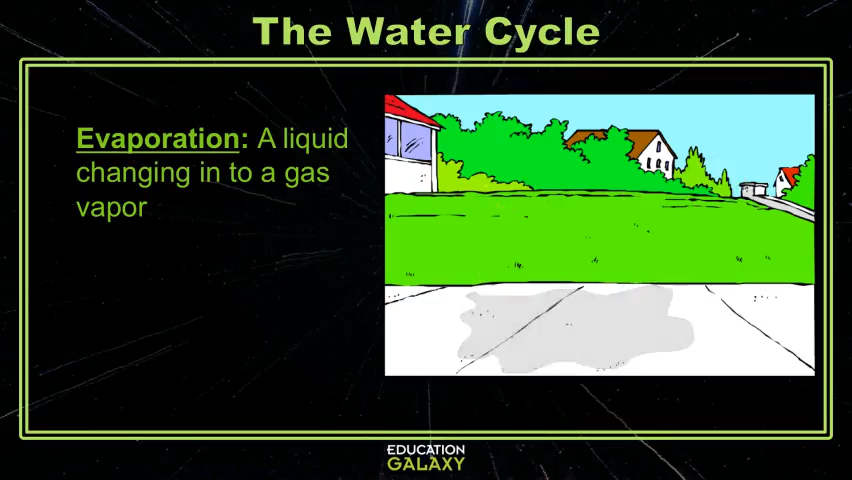 The Water Cycle
Evaporation: A liquid
changing in to a gas
vapor
EDUCATION
GALAXY